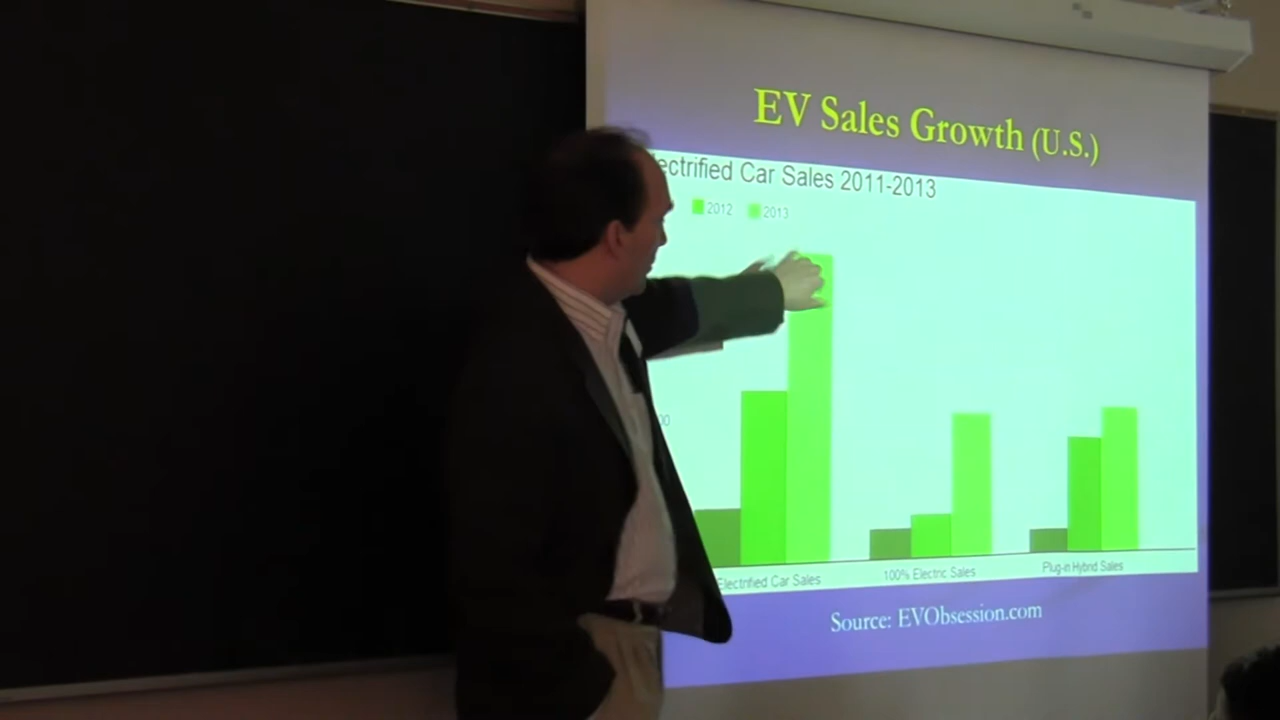 EV Sales Growth (U.S.)
ectrified Car Sales 2011-2013
2012 2013
00
Electrified Car Sales 100% Electric Sales Plug-in Hybrid Sales
Source: EVObsession.com